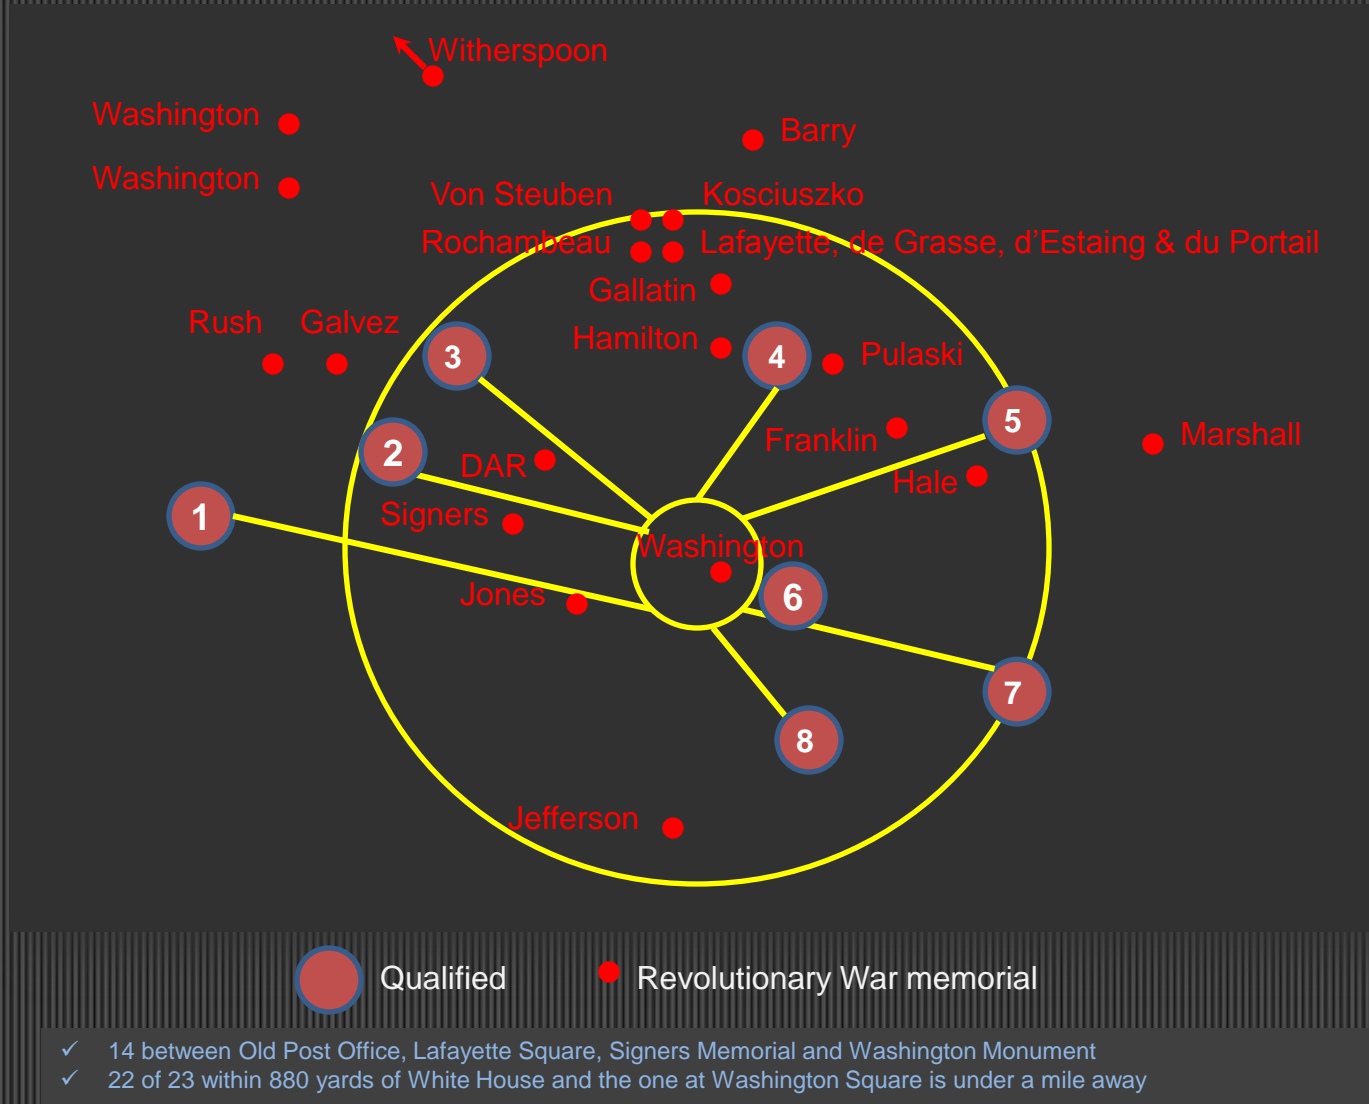 Witherspoon
Washington
Barry
Washington
Von Steuben
Kosciuszko
Rochambeau
Lafayette, de Grasse, d’Estaing & du Portail
Gallatin
Rush
Galvez
Hamilton
3
4
Pulaski
5
Marshall
Franklin
2
DAR
Hale
Signers
1
Washington
Jones
6
7
8
Jefferson
Qualified
Revolutionary War memorial
✓ 14 between Old Post Office, Lafayette Square, Signers Memorial and Washington Monument
✓ 22 of 23 within 880 yards of White House and the one at Washington Square is under a mile away